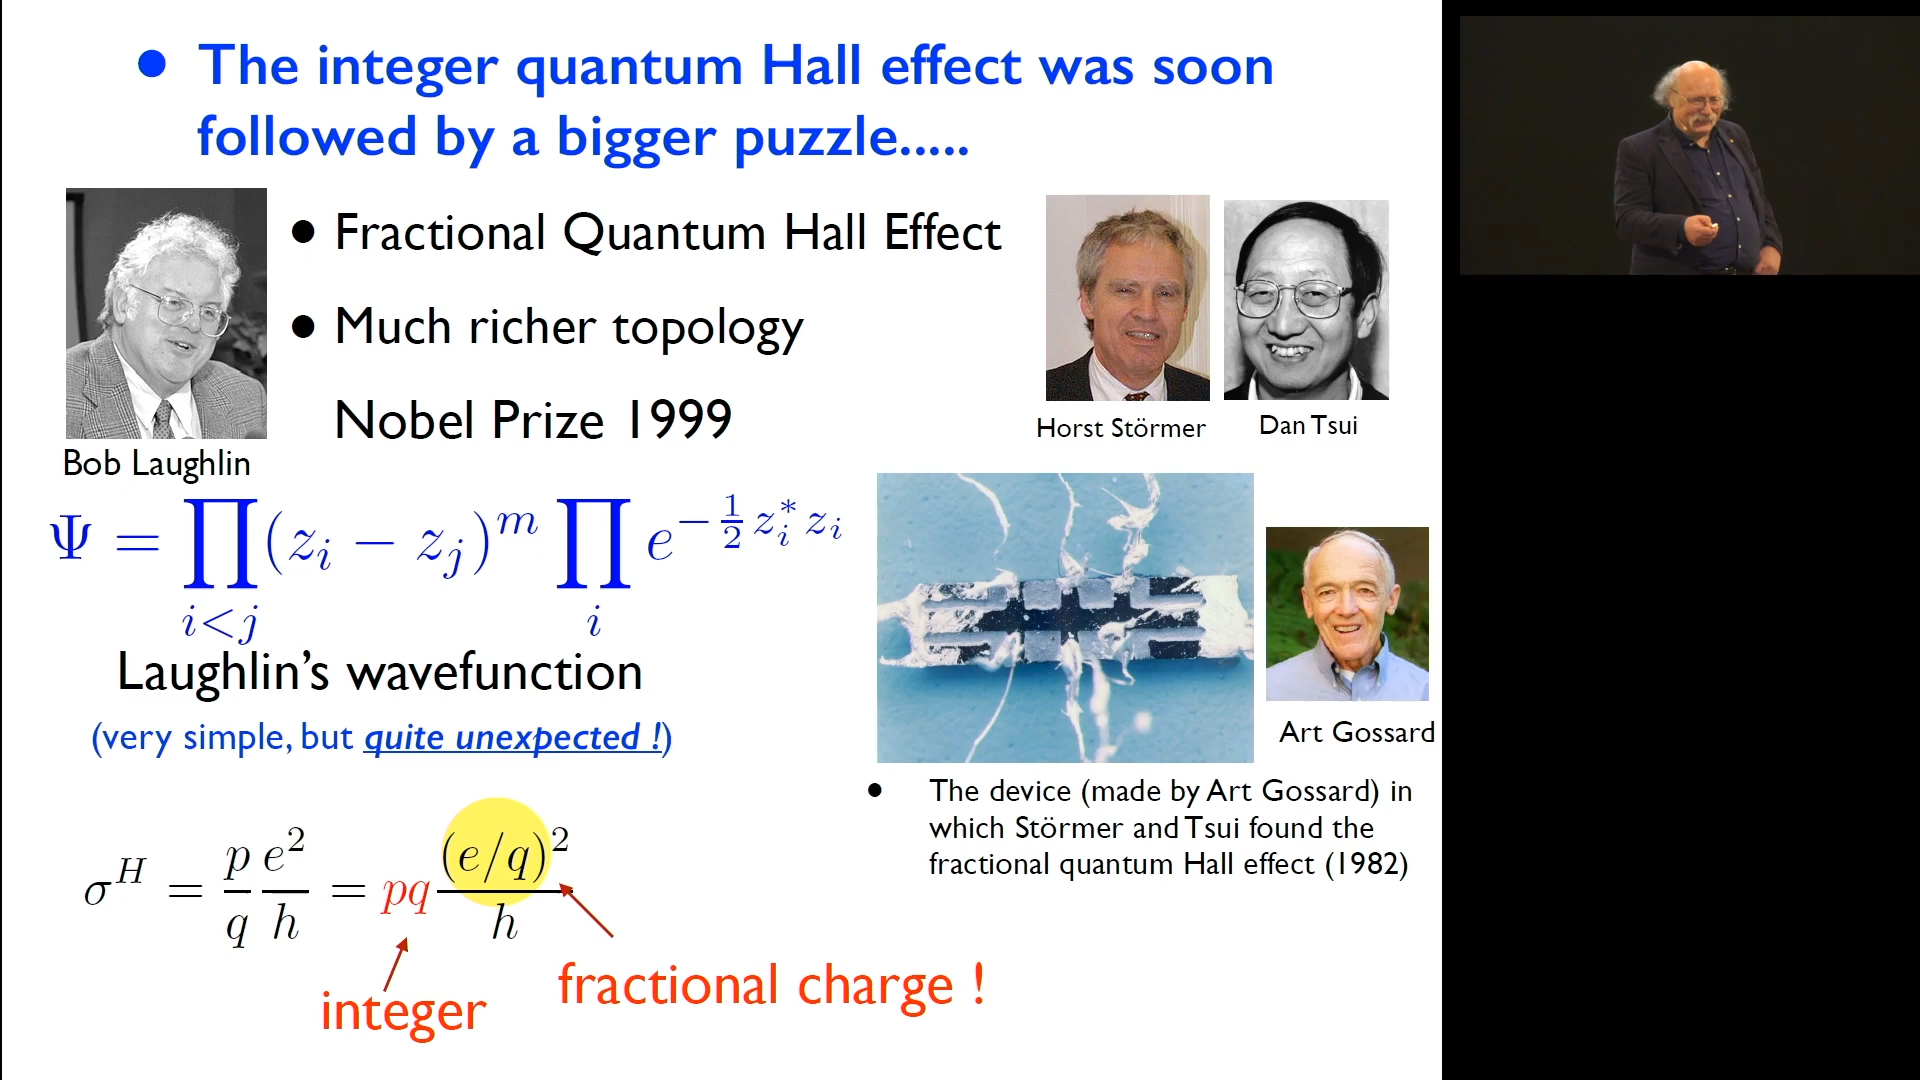 • The integer quantum Hall effect was soon
followed by a bigger puzzle.....
• Fractional Quantum Hall Effect
• Much richer topology
Nobel Prize 1999
Bob Laughlin
Horst Störmer
Dan Tsui
Ψ = ∏_{i<j} (z_i − z_j)^m ∏_i e^{−½ z_i^* z_i}
Laughlin’s wavefunction
(very simple, but quite unexpected !)
Art Gossard
• The device (made by Art Gossard) in
which Störmer and Tsui found the
fractional quantum Hall effect (1982)
σ^H = p/q e²/h = pq (e/q)²/h
integer
fractional charge !